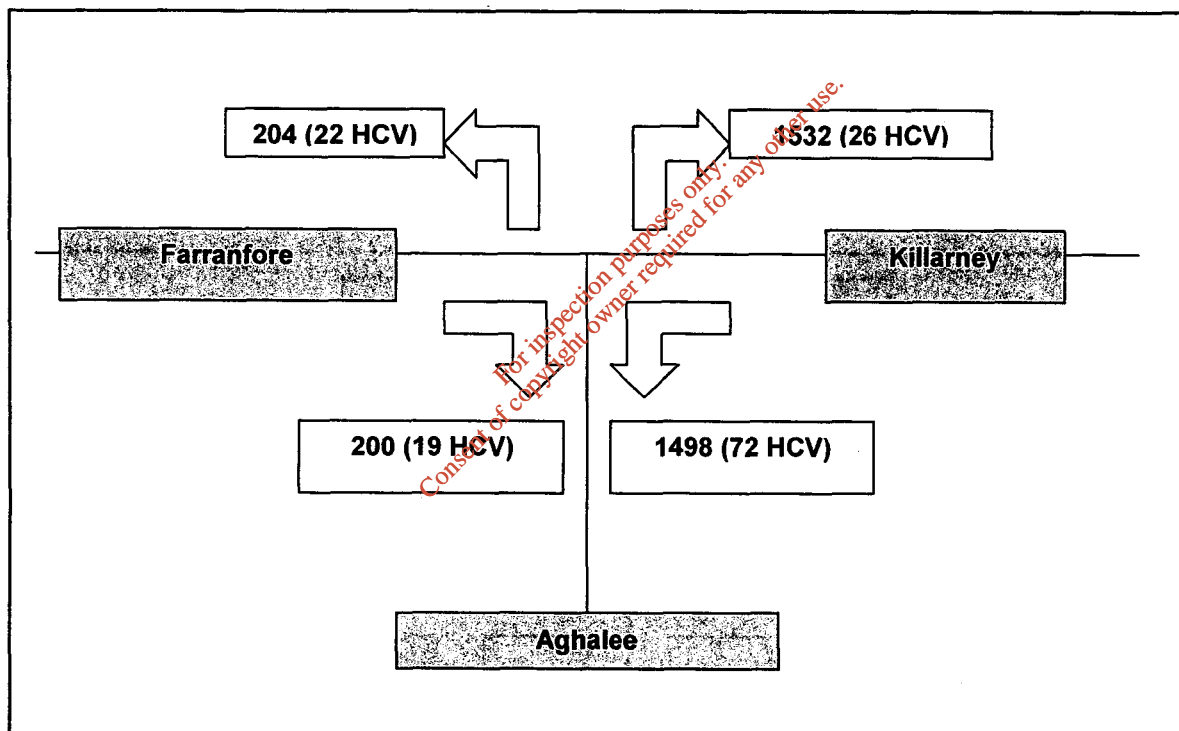 204 (22 HCV)
1532 (26 HCV)
Farranfore
Killarney
For inspection purposes only.
Consent of copyright owner required for any other use.
200 (19 HCV)
1498 (72 HCV)
Aghalee